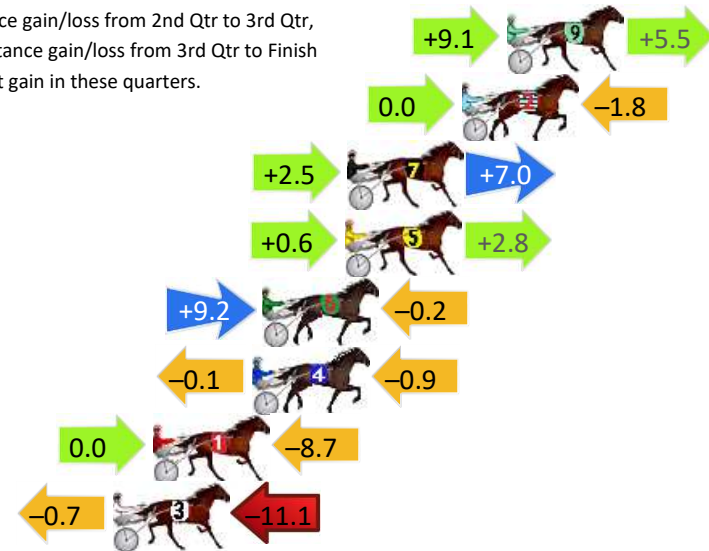 ce gain/loss from 2nd Qtr to 3rd Qtr,
tance gain/loss from 3rd Qtr to Finish
t gain in these quarters.
+9.1 9 +5.5
0.0 –1.8
+2.5 7 +7.0
+0.6 5 +2.8
+9.2 –0.2
–0.1 4 –0.9
0.0 1 –8.7
–0.7 3 –11.1